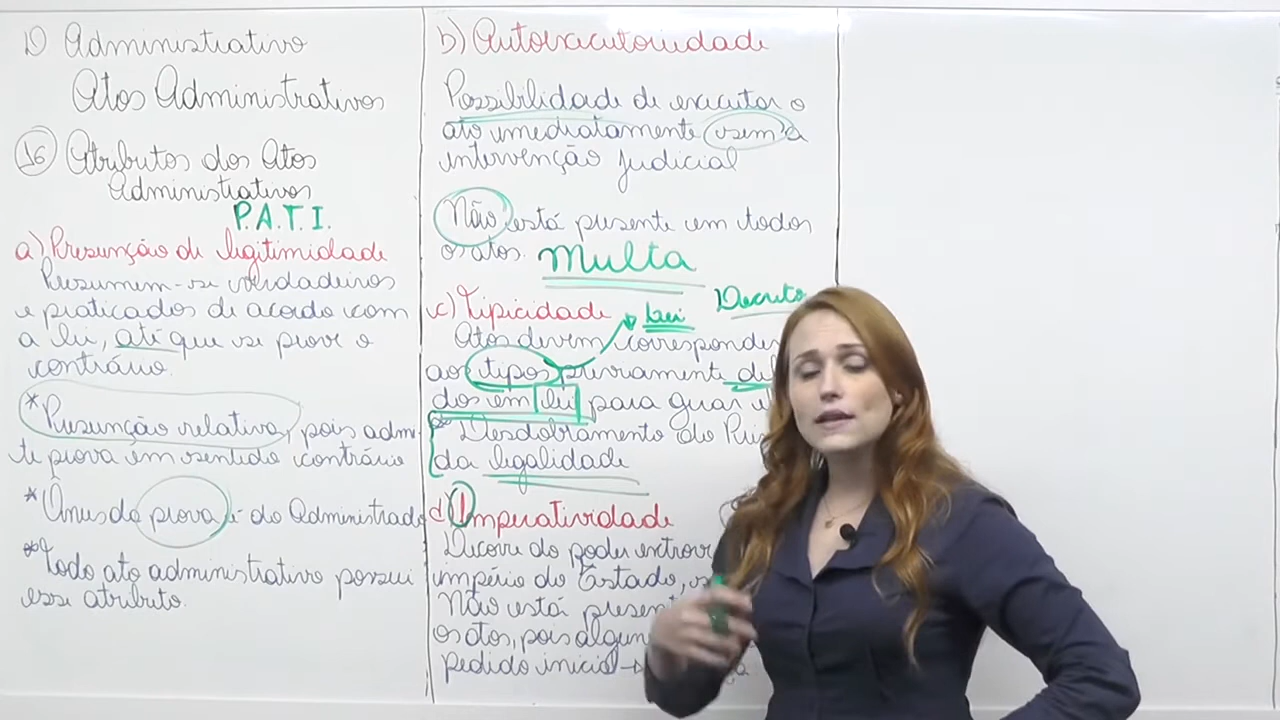 D Administrativo
Atos Administrativos
16 Atributos dos Atos
Administrativos
P.A.T.I.
a) Presunção de legitimidade
Presumem-se verdadeiros
e praticados de acordo com
a lei, até que se prove o
contrário.
* Presunção relativa, pois admi-
te prova em sentido contrário
* Ônus da prova é do Administrado
* Todo ato administrativo possui
esse atributo.
b) Autoexecutoriedade
Possibilidade de executar o
ato imediatamente sem a
intervenção judicial
Não está presente em todos
os atos.
Multa
c) Tipicidade
Lei
Decreto
Atos devem corresponder
aos tipos previamente
dos em lei para
* Desdobramento do
da legalidade
d) Imperatividade
Decorre do poder
império do Estado,
Não está
os atos, pois
pedido inicial →